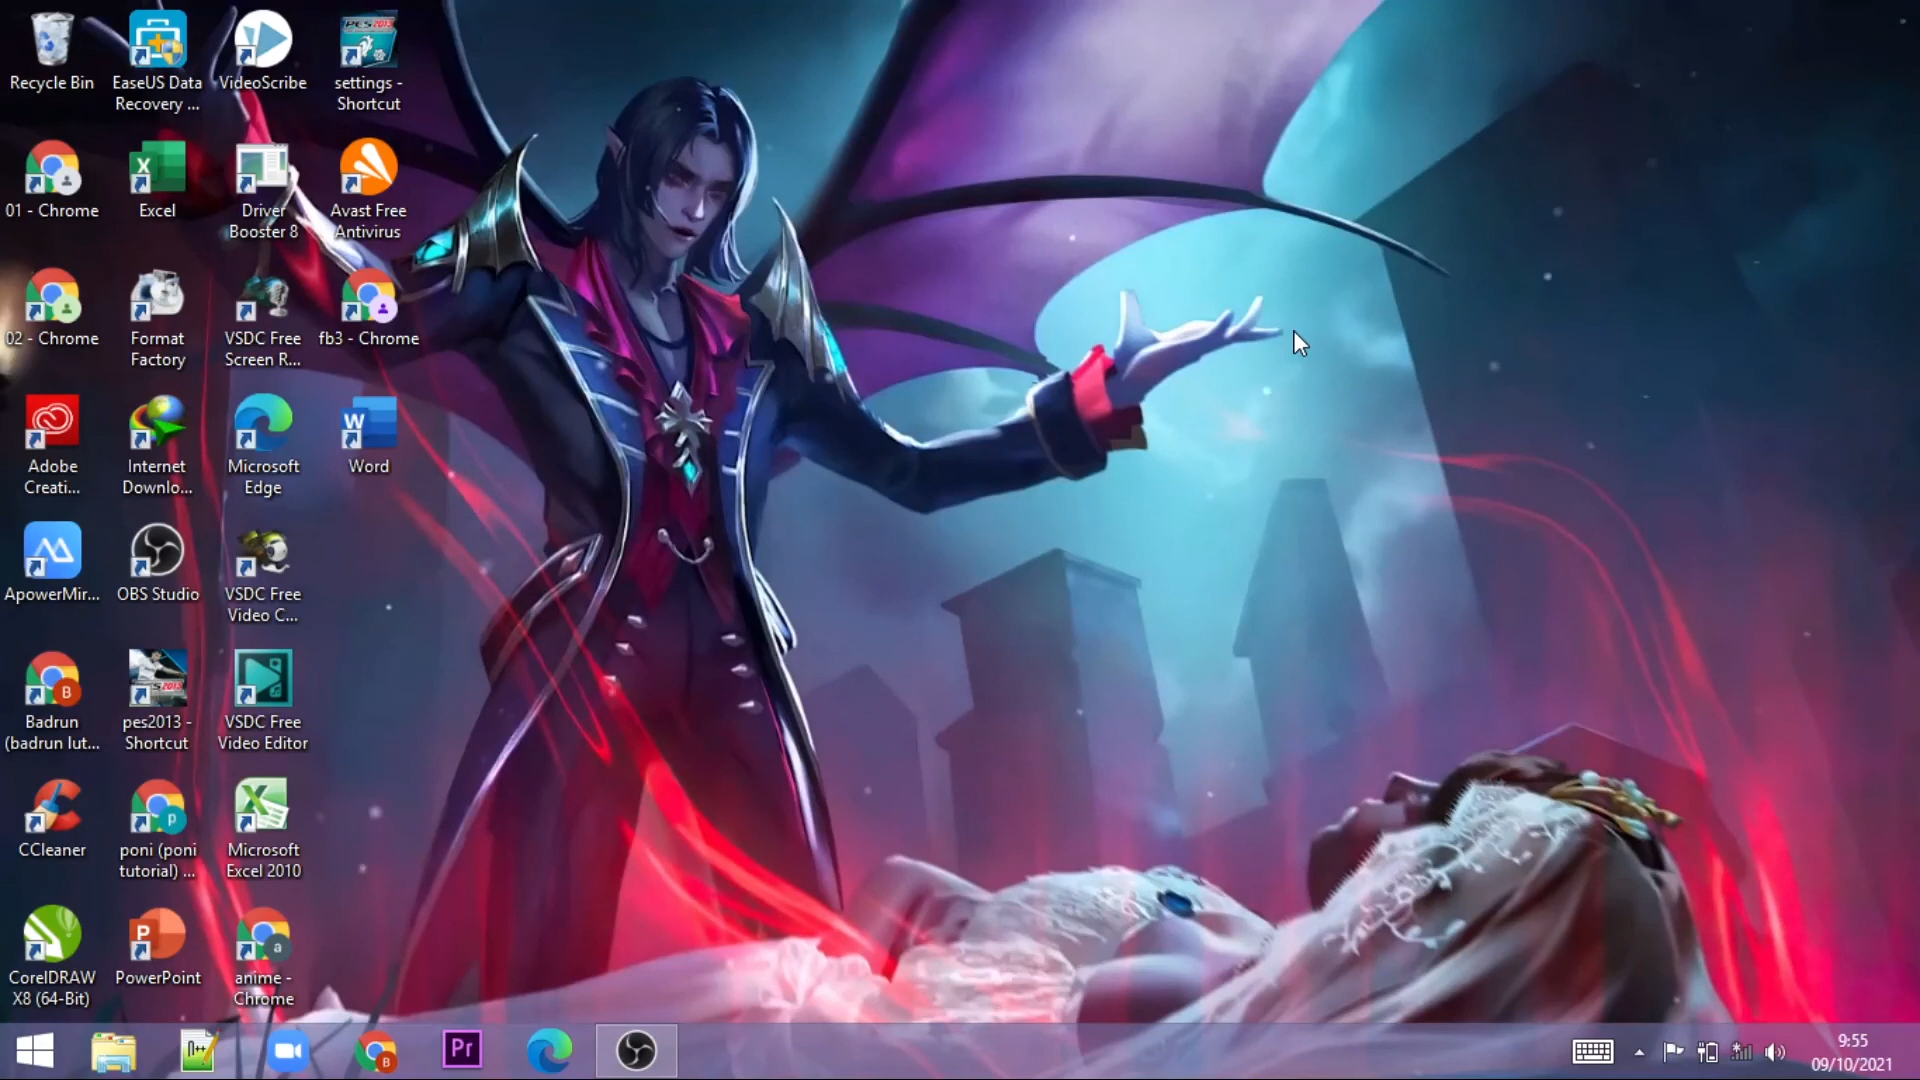 Recycle Bin
EaseUS Data
Recovery ...
VideoScribe
PES 2013
settings -
Shortcut
01 - Chrome
X
Excel
Driver
Booster 8
Avast Free
Antivirus
02 - Chrome
Format
Factory
VSDC Free
Screen R...
fb3 - Chrome
Adobe
Creati...
Internet
Downlo...
Microsoft
Edge
W
Word
ApowerMir...
OBS Studio
VSDC Free
Video C...
B
Badrun
(badrun lut...
pes2013 -
Shortcut
VSDC Free
Video Editor
CCleaner
p
poni (poni
tutorial) ...
Microsoft
Excel 2010
CorelDRAW
X8 (64-Bit)
P
PowerPoint
a
anime -
Chrome
n++
B
Pr
9:55
09/10/2021